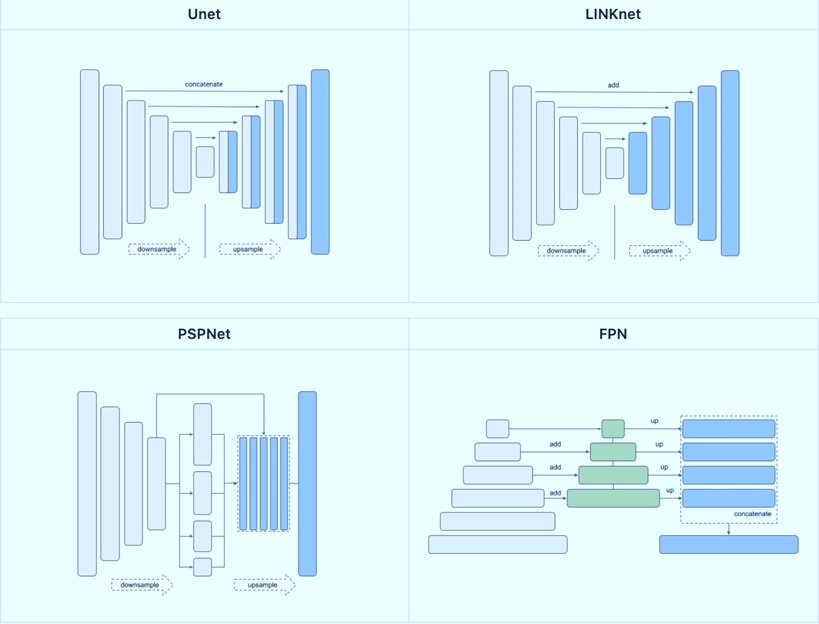 Unet
LINKnet
concatenate
downsample
upsample
add
downsample
upsample
PSPNet
FPN
downsample
upsample
up
add
up
add
up
add
up
concatenate